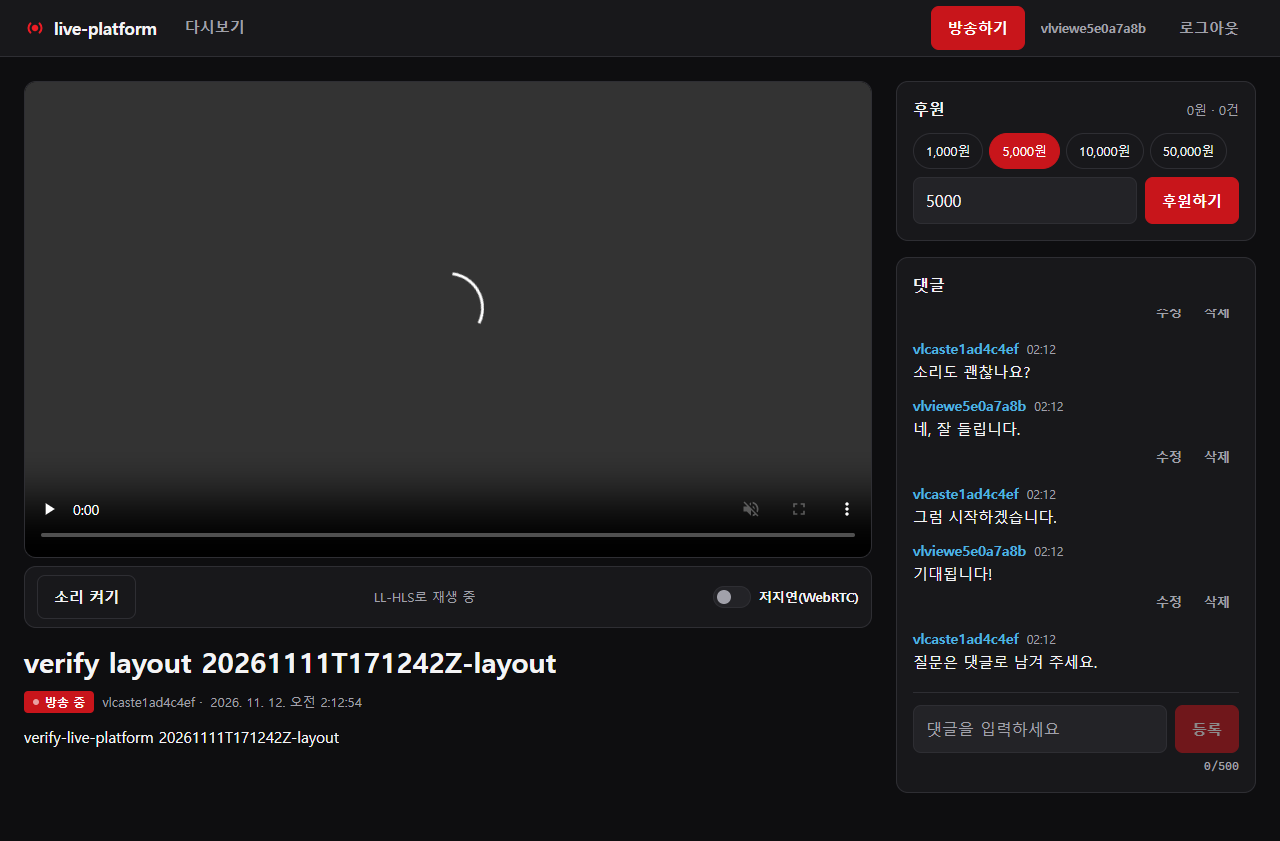 live-platform
다시보기
방송하기
vlviewe5e0a7a8b
로그아웃
0:00
소리 켜기
LL-HLS로 재생 중
저지연(WebRTC)
verify layout 20261111T171242Z-layout
방송 중
vlcaste1ad4c4ef · 2026. 11. 12. 오전 2:12:54
verify-live-platform 20261111T171242Z-layout
후원
0원 · 0건
1,000원
5,000원
10,000원
50,000원
5000
후원하기
댓글
수정 삭제
vlcaste1ad4c4ef 02:12
소리도 괜찮나요?
vlviewe5e0a7a8b 02:12
네, 잘 들립니다.
수정 삭제
vlcaste1ad4c4ef 02:12
그럼 시작하겠습니다.
vlviewe5e0a7a8b 02:12
기대됩니다!
수정 삭제
vlcaste1ad4c4ef 02:12
질문은 댓글로 남겨 주세요.
댓글을 입력하세요
등록
0/500